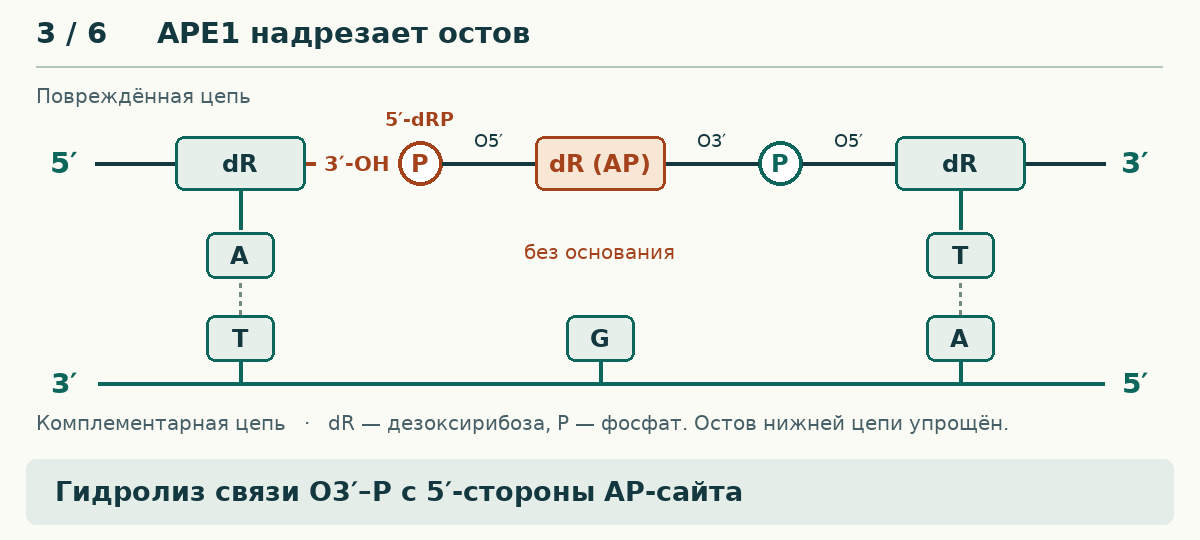 3 / 6 APE1 надрезает остов
Повреждённая цепь
5′-dRP
O5′ O3′ O5′
5′ dR 3′-OH P dR (AP) P dR 3′
A без основания T
T G A
3′ 5′
Комплементарная цепь · dR — дезоксирибоза, P — фосфат. Остов нижней цепи упрощён.
Гидролиз связи O3′–P с 5′-стороны AP-сайта